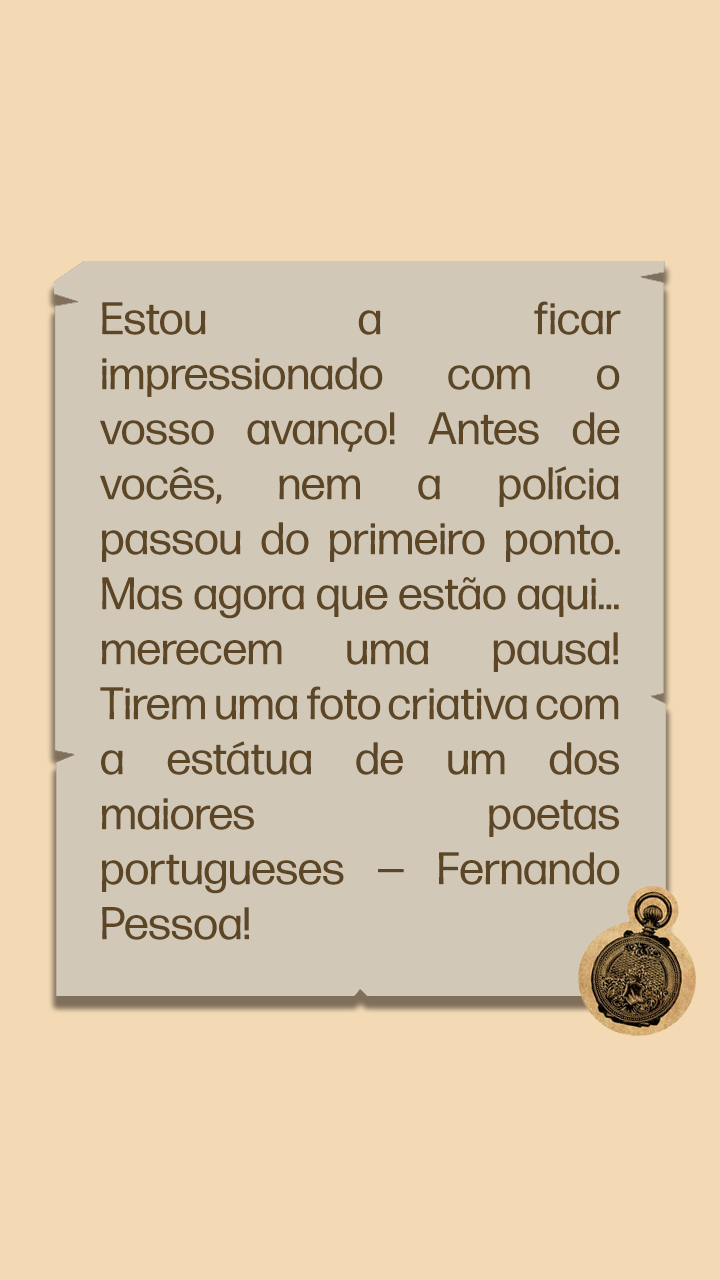 Estou a ficar
impressionado com o
vosso avanço! Antes de
vocês, nem a polícia
passou do primeiro ponto.
Mas agora que estão aqui...
merecem uma pausa!
Tirem uma foto criativa com
a estátua de um dos
maiores poetas
portugueses — Fernando
Pessoa!